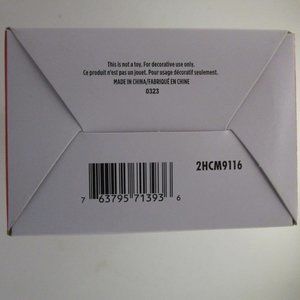 This is not a toy. For decorative use only.
Ce produit n'est pas un jouet. Pour usage décoratif seulement.
MADE IN CHINA/FABRIQUÉ EN CHINE
0323
2HCM9116
7 63795 71393 6